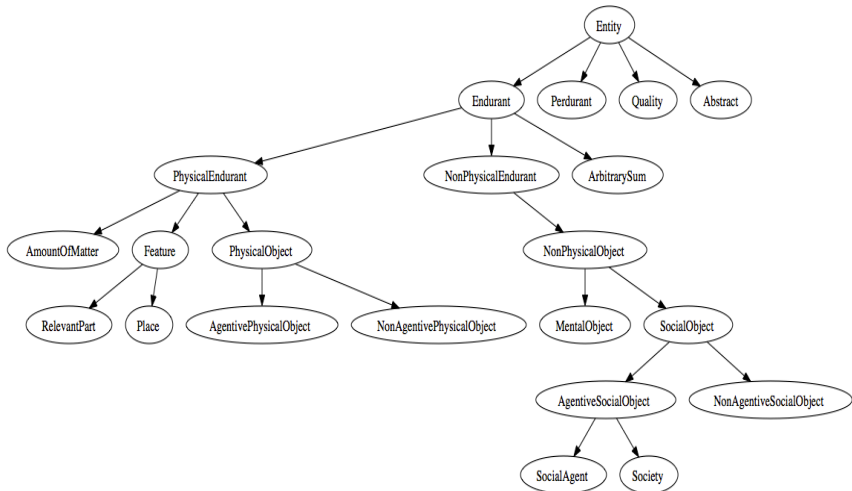 Entity
Endurant
Perdurant
Quality
Abstract
PhysicalEndurant
NonPhysicalEndurant
ArbitrarySum
AmountOfMatter
Feature
PhysicalObject
NonPhysicalObject
RelevantPart
Place
AgentivePhysicalObject
NonAgentivePhysicalObject
MentalObject
SocialObject
AgentiveSocialObject
NonAgentiveSocialObject
SocialAgent
Society